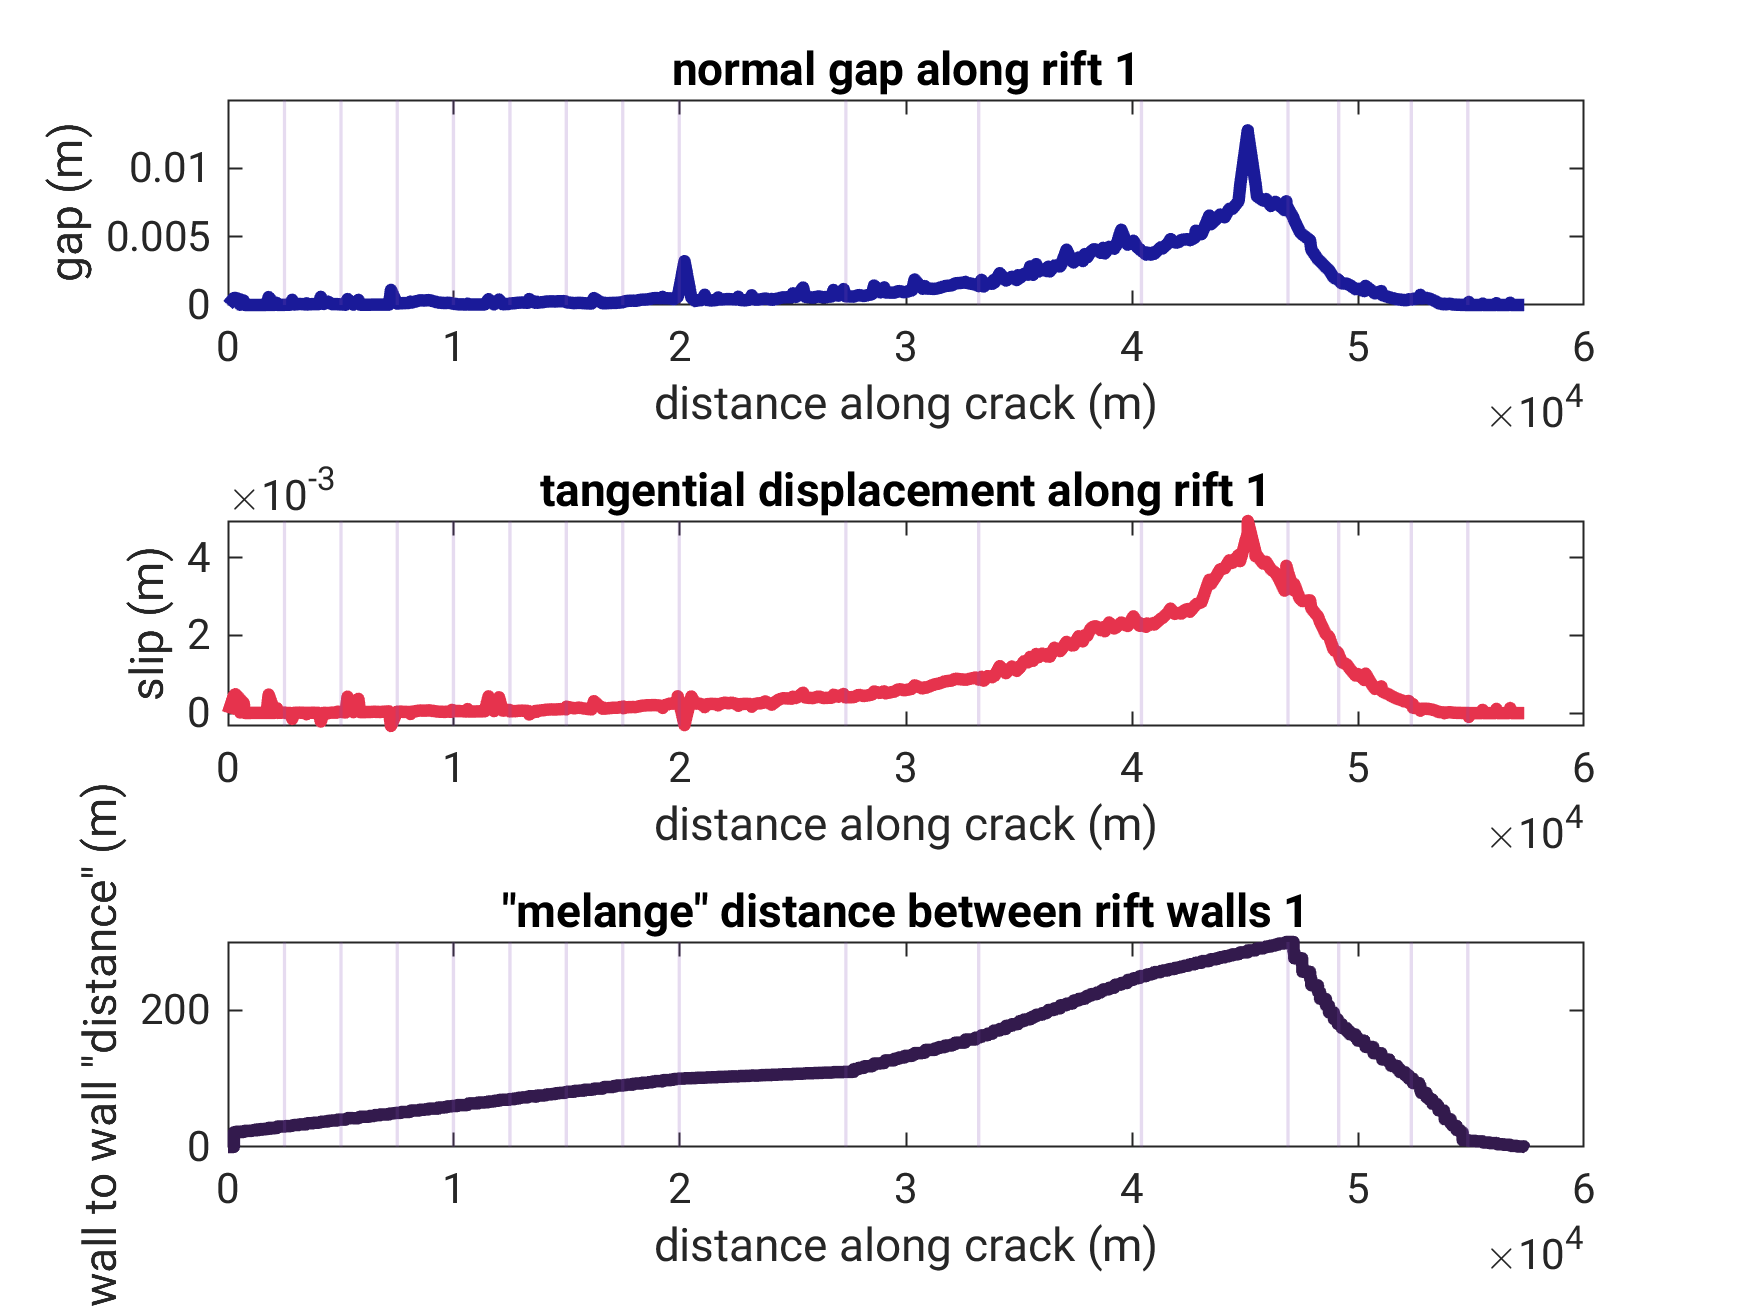 normal gap along rift 1
gap (m)
0.01
0.005
0
0 1 2 3 4 5 6
distance along crack (m)
×10^4
×10^-3
tangential displacement along rift 1
slip (m)
4
2
0
0 1 2 3 4 5 6
distance along crack (m)
×10^4
"melange" distance between rift walls 1
wall to wall "distance" (m)
200
0
0 1 2 3 4 5 6
distance along crack (m)
×10^4